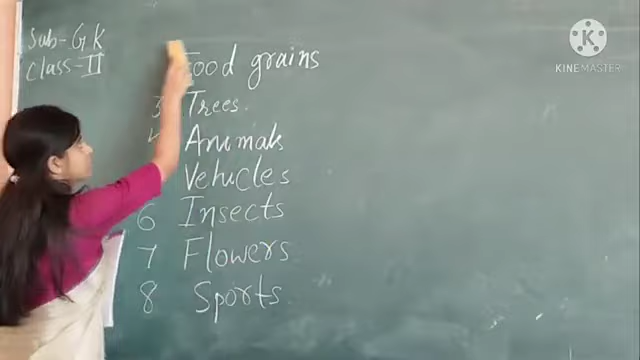 Sub-G.K
Class-II
Food grains
3 Trees.
4 Animals
Vehicles
6 Insects
7 Flowers
8 Sports
KINEMASTER